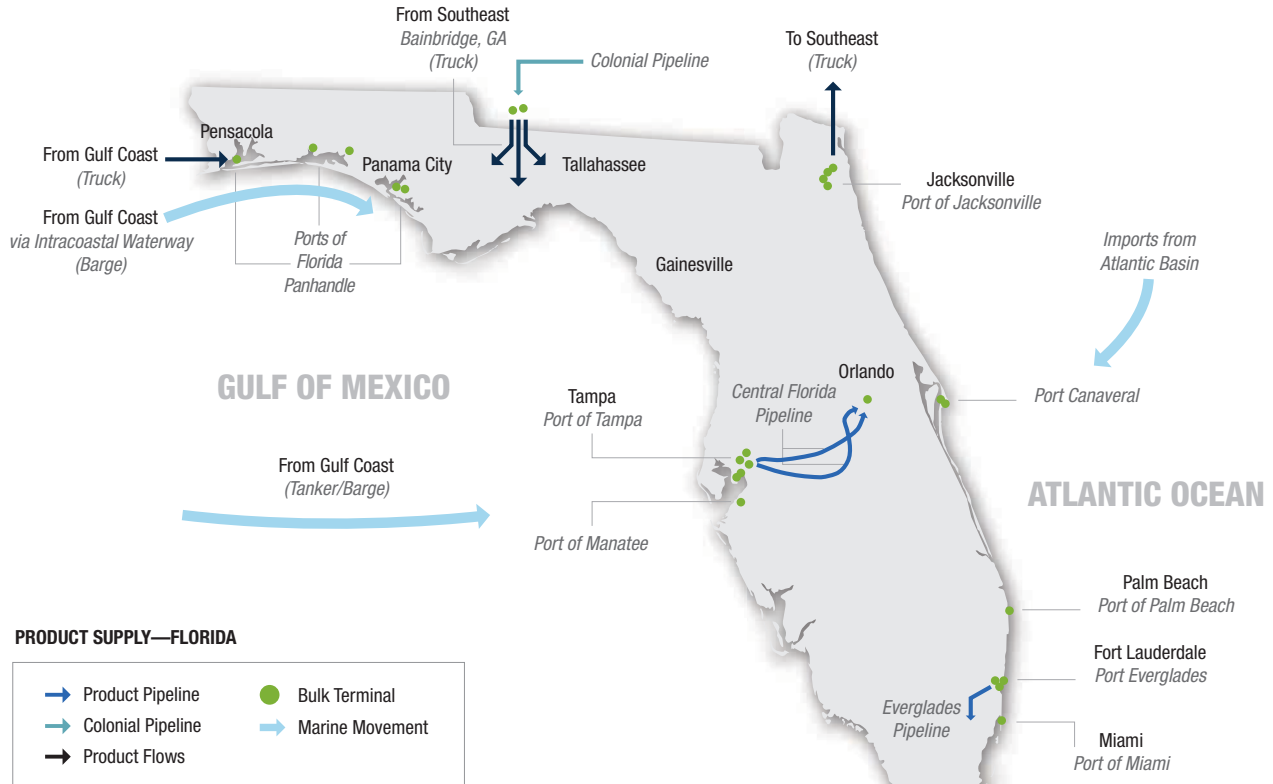 From Southeast
Bainbridge, GA
(Truck)
Colonial Pipeline
To Southeast
(Truck)
Pensacola
From Gulf Coast
(Truck)
Panama City
Tallahassee
Jacksonville
Port of Jacksonville
From Gulf Coast
via Intracoastal Waterway
(Barge)
Ports of
Florida
Panhandle
Gainesville
Imports from
Atlantic Basin
GULF OF MEXICO
Orlando
Central Florida
Pipeline
Tampa
Port of Tampa
Port Canaveral
From Gulf Coast
(Tanker/Barge)
ATLANTIC OCEAN
Port of Manatee
Palm Beach
Port of Palm Beach
Fort Lauderdale
Port Everglades
Everglades
Pipeline
Miami
Port of Miami
PRODUCT SUPPLY—FLORIDA
Product Pipeline
Colonial Pipeline
Product Flows
Bulk Terminal
Marine Movement